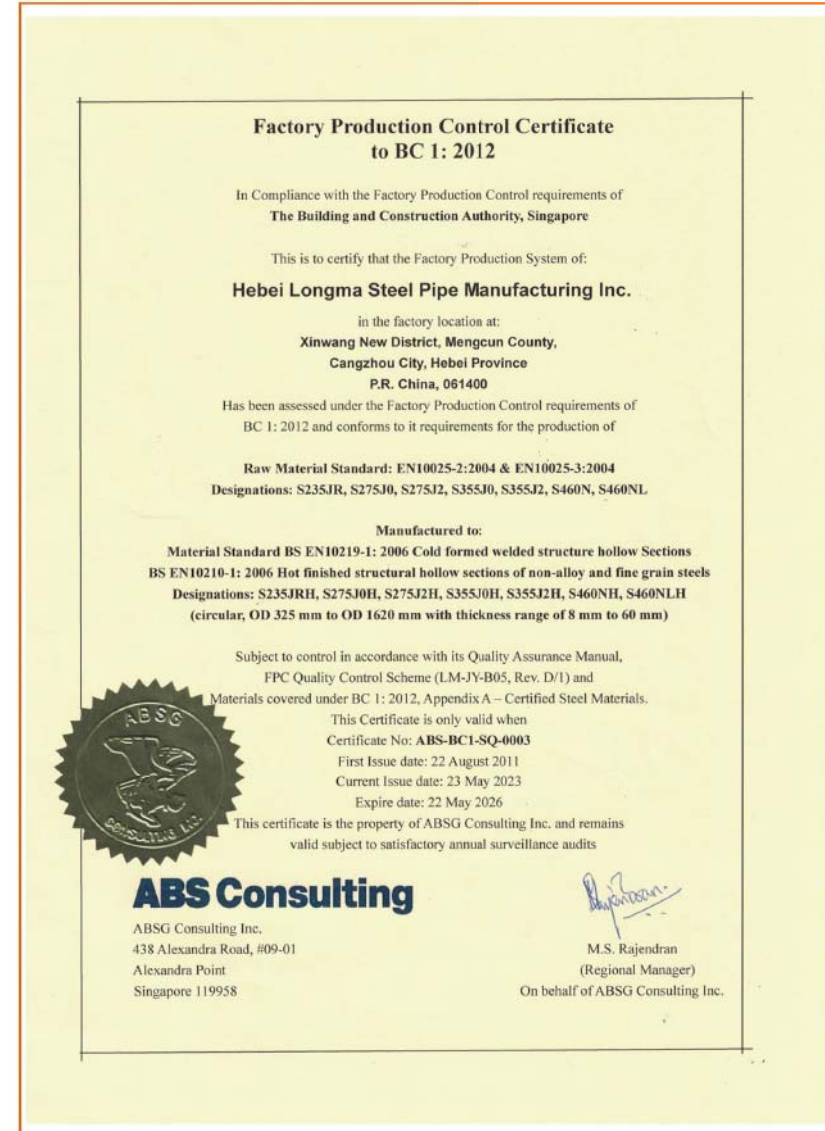 Factory Production Control Certificate
to BC 1: 2012
In Compliance with the Factory Production Control requirements of
The Building and Construction Authority, Singapore
This is to certify that the Factory Production System of:
Hebei Longma Steel Pipe Manufacturing Inc.
in the factory location at:
Xinwang New District, Mengcun County,
Cangzhou City, Hebei Province
P.R. China, 061400
Has been assessed under the Factory Production Control requirements of
BC 1: 2012 and conforms to it requirements for the production of
Raw Material Standard: EN10025-2:2004 & EN10025-3:2004
Designations: S235JR, S275J0, S275J2, S355J0, S355J2, S460N, S460NL
Manufactured to:
Material Standard BS EN10219-1: 2006 Cold formed welded structure hollow Sections
BS EN10210-1: 2006 Hot finished structural hollow sections of non-alloy and fine grain steels
Designations: S235JRH, S275J0H, S275J2H, S355J0H, S355J2H, S460NH, S460NLH
(circular, OD 325 mm to OD 1620 mm with thickness range of 8 mm to 60 mm)
Subject to control in accordance with its Quality Assurance Manual,
FPC Quality Control Scheme (LM-JY-B05, Rev. D/1) and
Materials covered under BC 1: 2012, Appendix A – Certified Steel Materials.
This Certificate is only valid when
Certificate No: ABS-BC1-SQ-0003
First Issue date: 22 August 2011
Current Issue date: 23 May 2023
Expire date: 22 May 2026
This certificate is the property of ABSG Consulting Inc. and remains
valid subject to satisfactory annual surveillance audits
ABSG
CONSULTING INC.
ABS Consulting
ABSG Consulting Inc.
438 Alexandra Road, #09-01
Alexandra Point
Singapore 119958
M.S. Rajendran
(Regional Manager)
On behalf of ABSG Consulting Inc.